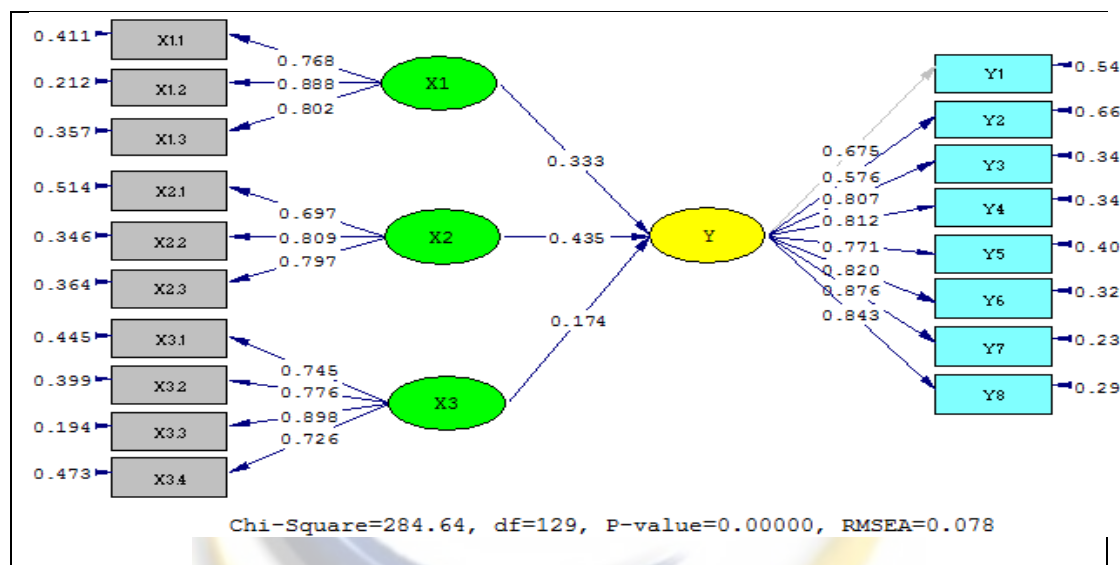 0.411 X1.1
0.212 X1.2
0.357 X1.3
0.768
0.888
0.802
X1
0.514 X2.1
0.346 X2.2
0.364 X2.3
0.697
0.809
0.797
X2
0.445 X3.1
0.399 X3.2
0.194 X3.3
0.473 X3.4
0.745
0.776
0.898
0.726
X3
0.333
0.435
0.174
Y
0.675
0.576
0.807
0.812
0.771
0.820
0.876
0.843
Y1 0.54
Y2 0.66
Y3 0.34
Y4 0.34
Y5 0.40
Y6 0.32
Y7 0.23
Y8 0.29
Chi-Square=284.64, df=129, P-value=0.00000, RMSEA=0.078